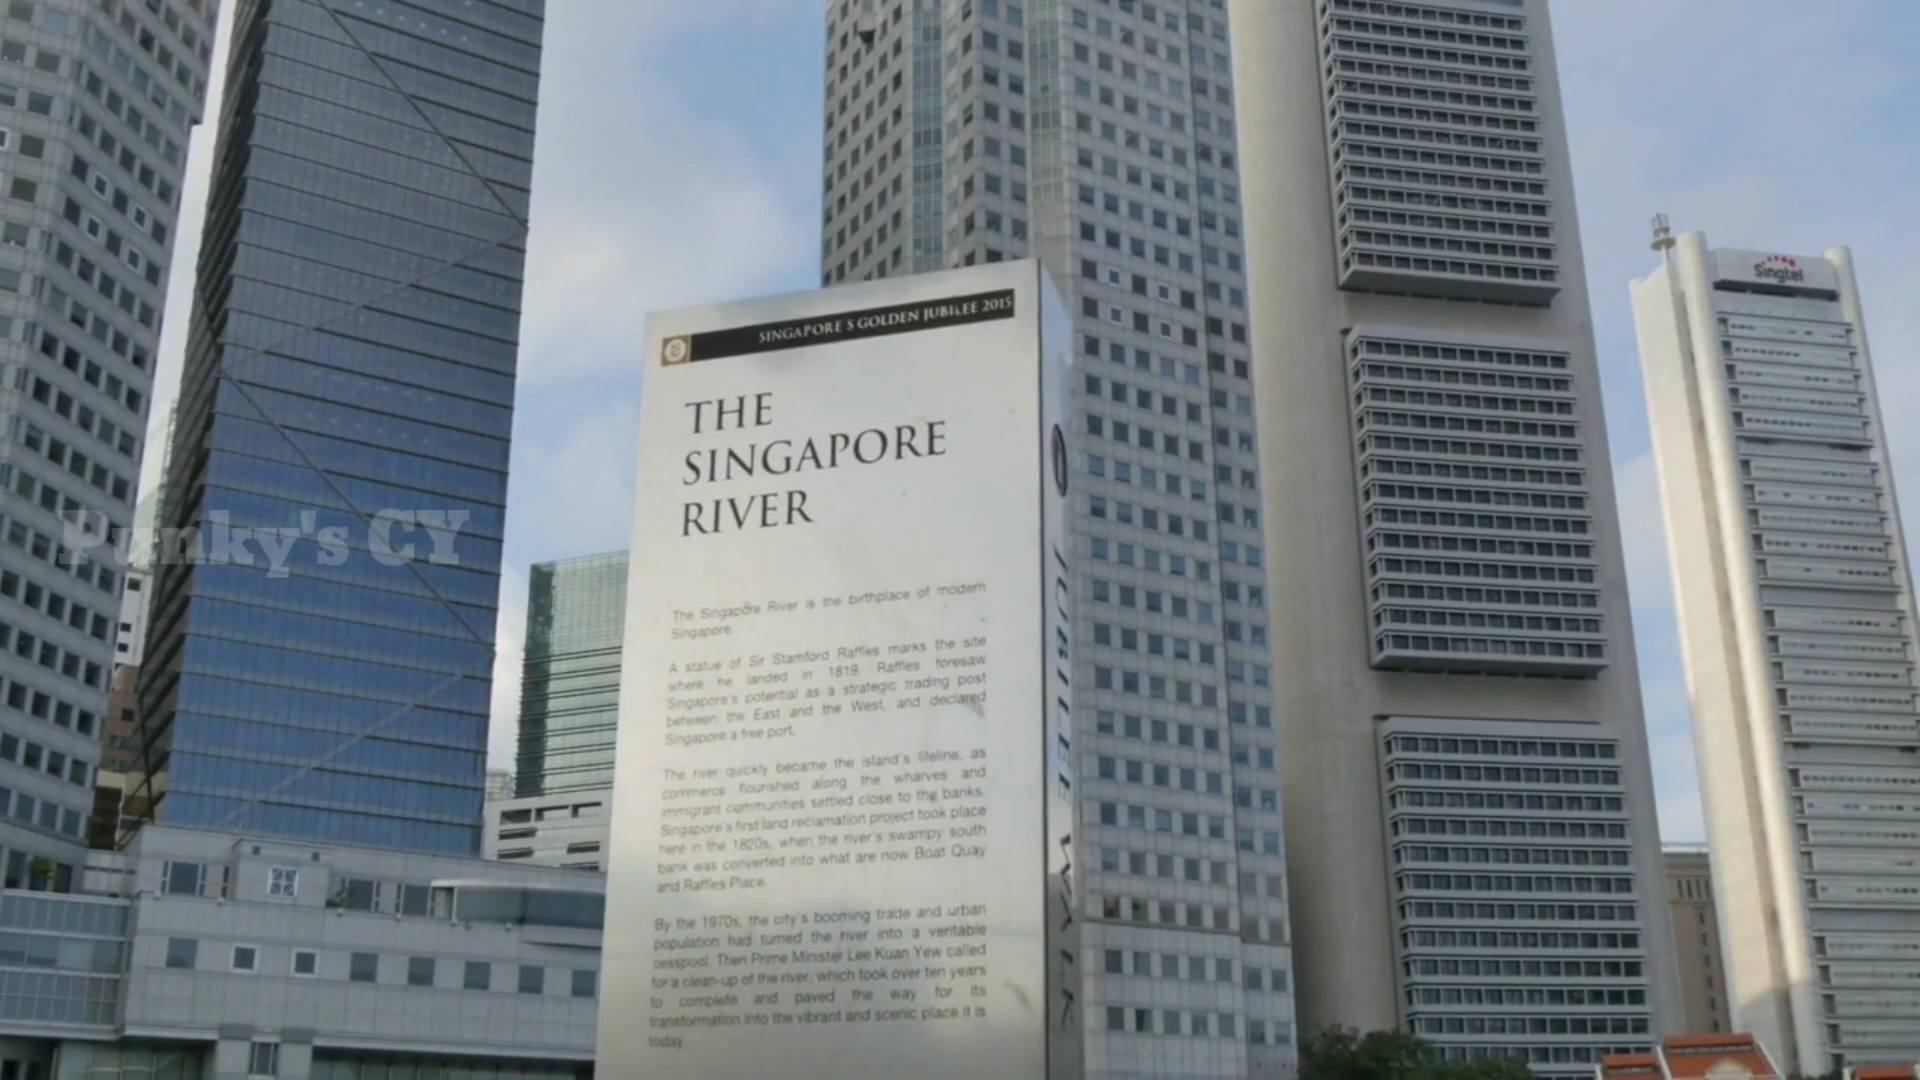 Singtel
SINGAPORE'S GOLDEN JUBILEE 2015
THE
SINGAPORE
RIVER
The Singapore River is the birthplace of modern
Singapore.
A statue of Sir Stamford Raffles marks the site
where he landed in 1819. Raffles foresaw
Singapore's potential as a strategic trading post
between the East and the West, and declared
Singapore a free port.
The river quickly became the island's lifeline, as
commerce flourished along the wharves and
immigrant communities settled close to the banks.
Singapore's first land reclamation project took place
here in the 1820s, when the river's swampy south
bank was converted into what are now Boat Quay
and Raffles Place.
By the 1970s, the city's booming trade and urban
population had turned the river into a veritable
cesspool. Then Prime Minister Lee Kuan Yew called
for a clean-up of the river, which took over ten years
to complete and paved the way for its
transformation into the vibrant and scenic place it is
today.
JUBILEE WALK
Punky's CY